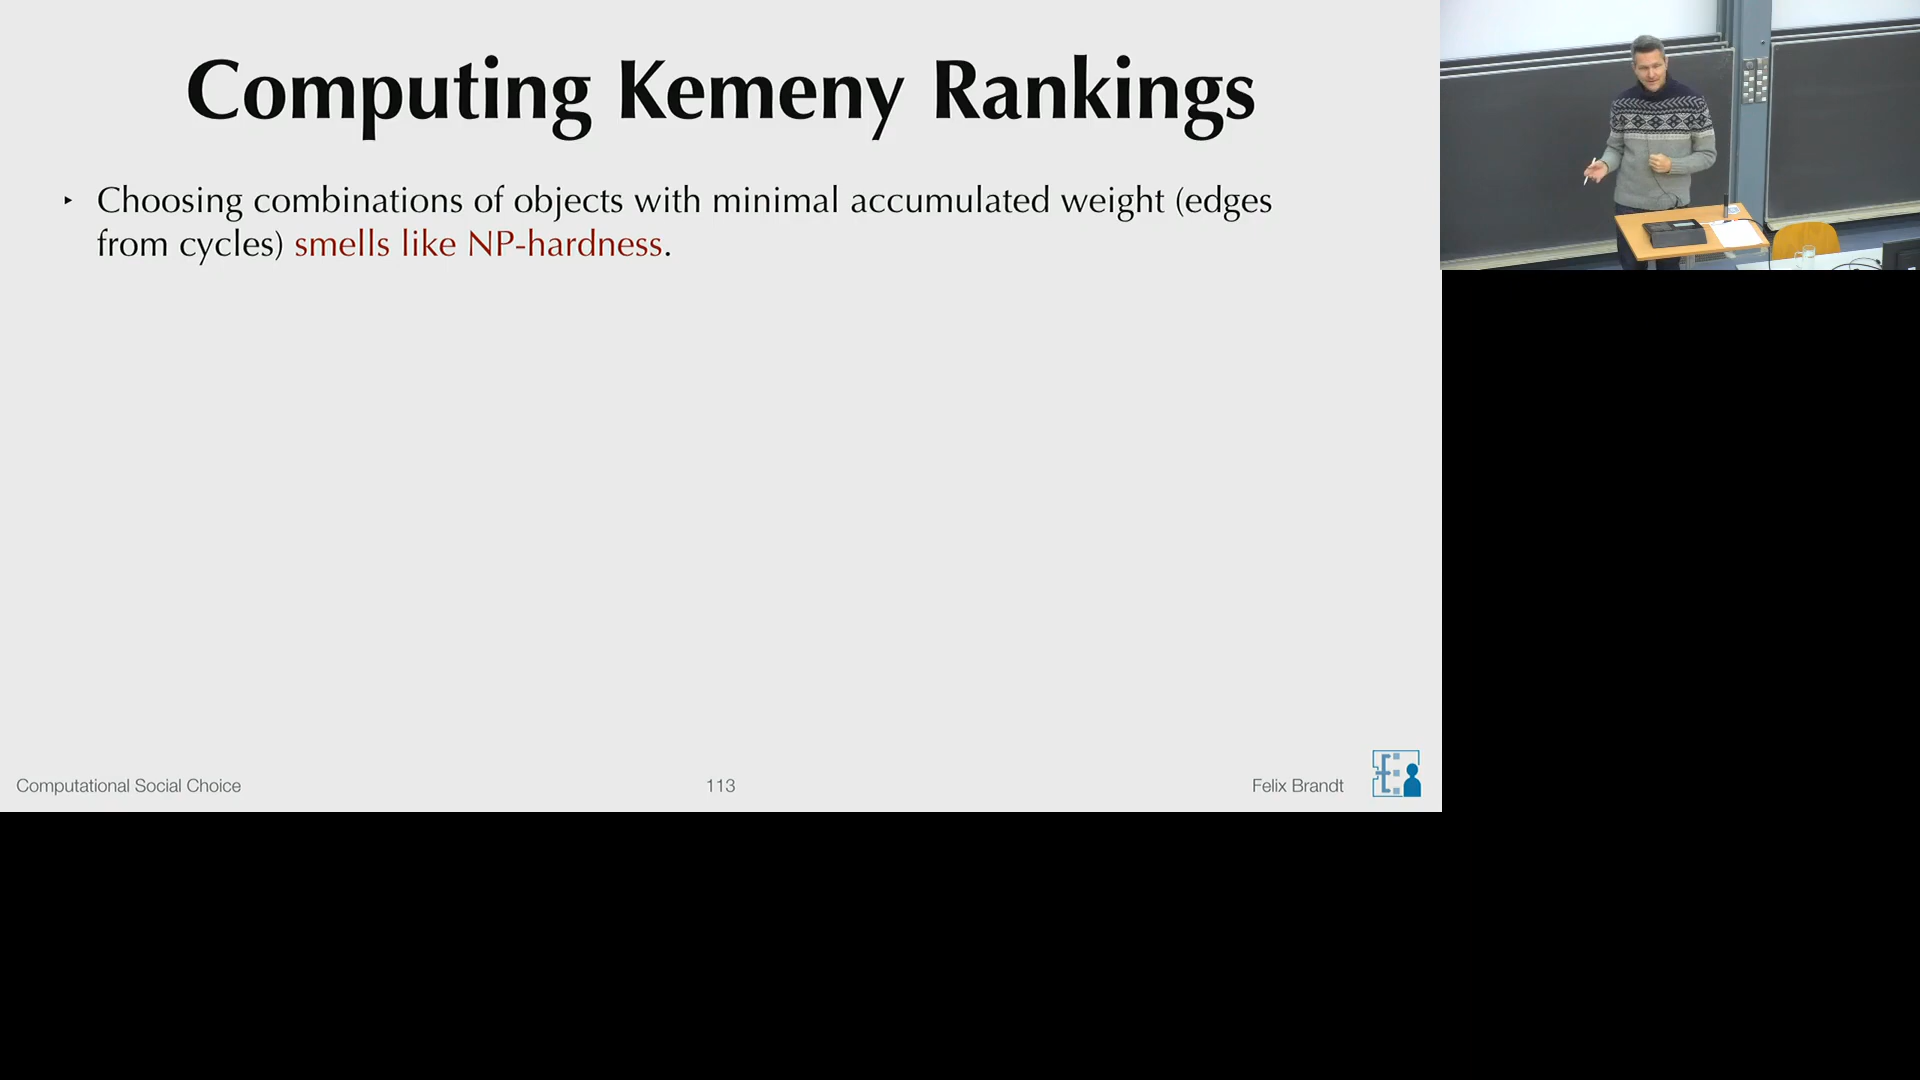 Computing Kemeny Rankings
‣ Choosing combinations of objects with minimal accumulated weight (edges
from cycles) smells like NP-hardness.
Computational Social Choice
113
Felix Brandt